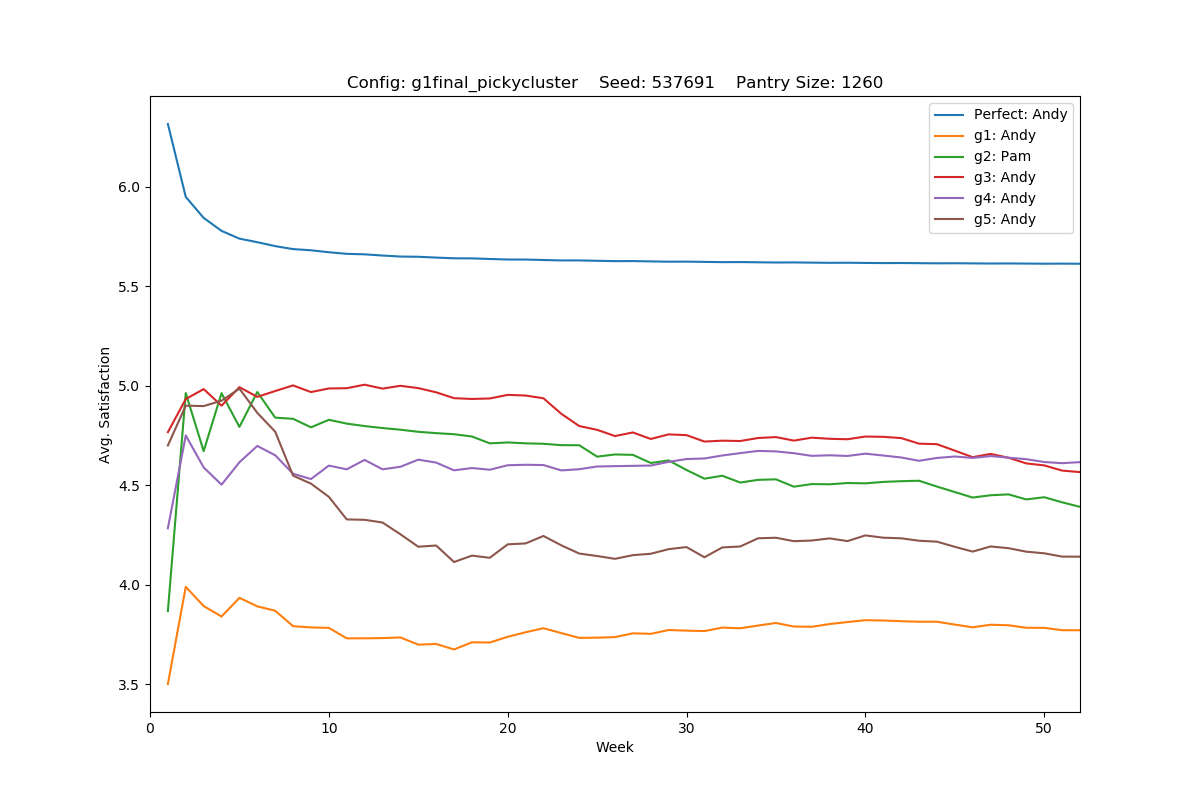 Config: g1final_pickycluster    Seed: 537691    Pantry Size: 1260
Perfect: Andy
g1: Andy
g2: Pam
g3: Andy
g4: Andy
g5: Andy
Avg. Satisfaction
6.0
5.5
5.0
4.5
4.0
3.5
0 10 20 30 40 50
Week